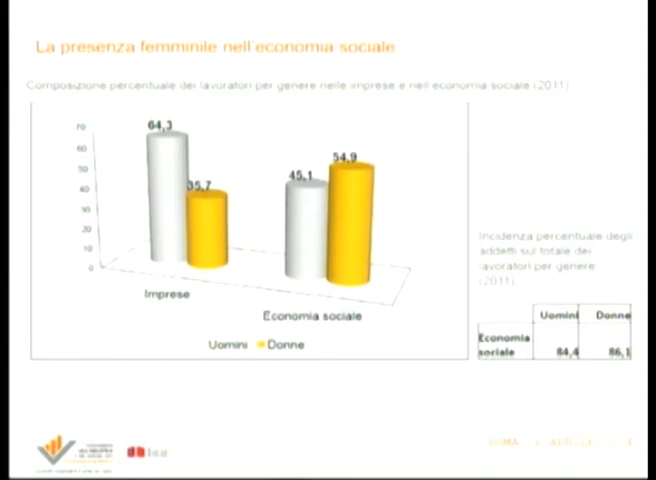 La presenza femminile nell'economia sociale
Composizione percentuale dei lavoratori per genere nelle imprese e nell'economia sociale (2011)
70
60
50
40
30
20
10
0
64,3
35,7
45,1
54,9
Imprese
Economia sociale
Uomini Donne
Incidenza percentuale degli
addetti sul totale dei
lavoratori per genere
(2011)
Uomini Donne
Economia
sociale 84,4 86,1
Istat
ROMA